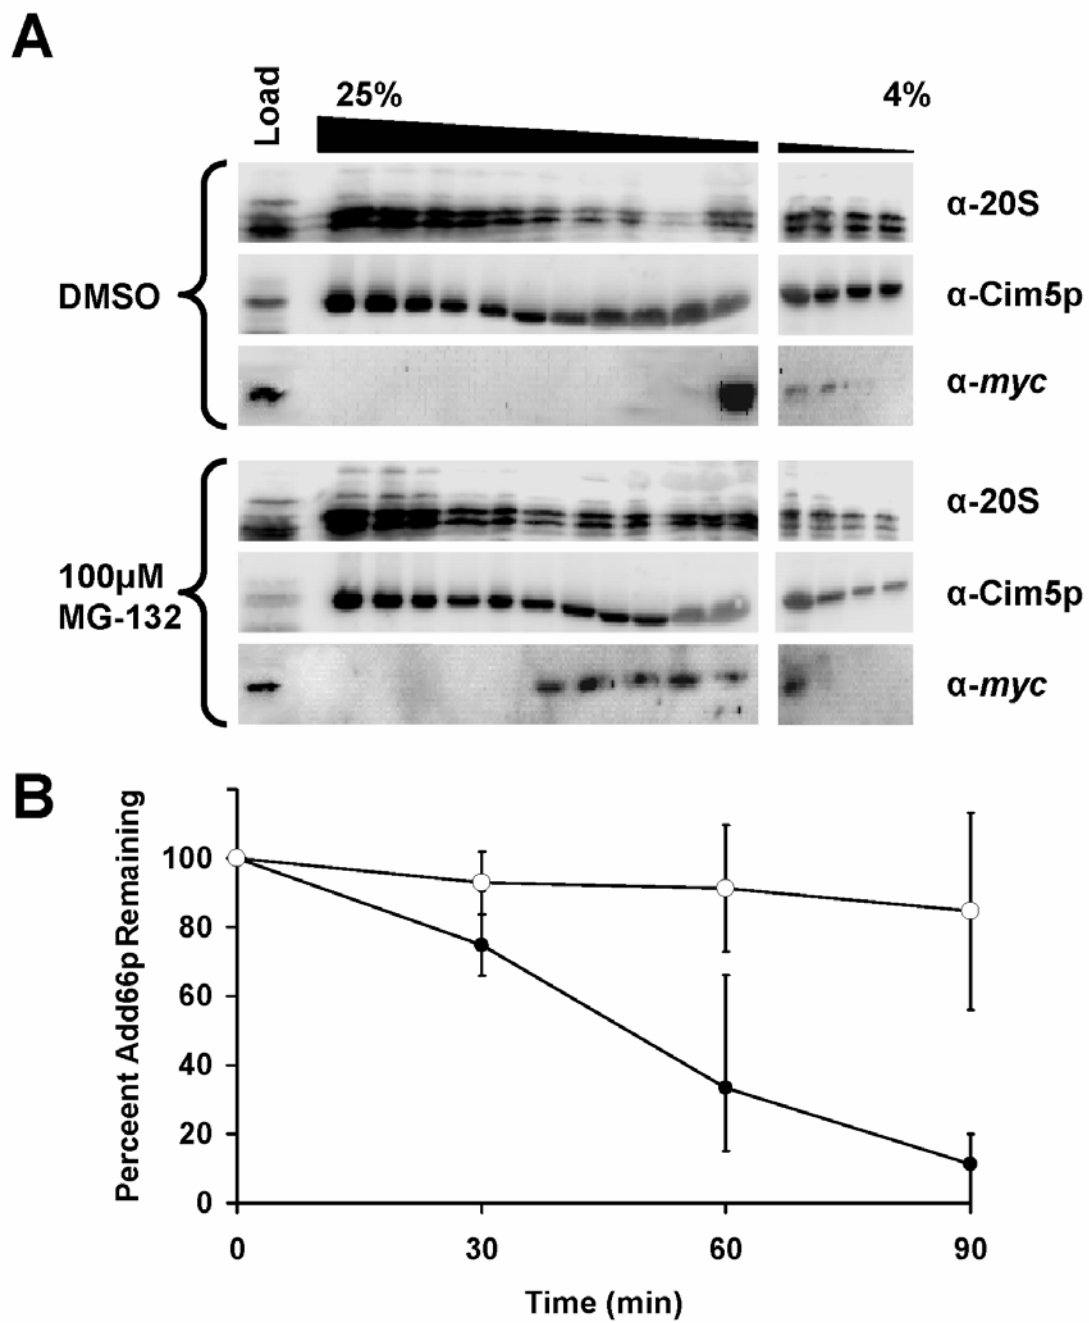 A
Load
25%
4%
DMSO
α-20S
α-Cim5p
α-myc
100μM
MG-132
α-20S
α-Cim5p
α-myc
B
Perceent Add66p Remaining
100
80
60
40
20
0
0
30
60
90
Time (min)